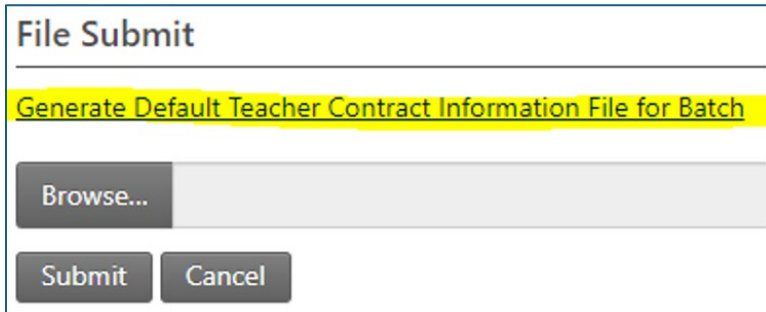 File Submit
Generate Default Teacher Contract Information File for Batch
Browse...
Submit Cancel